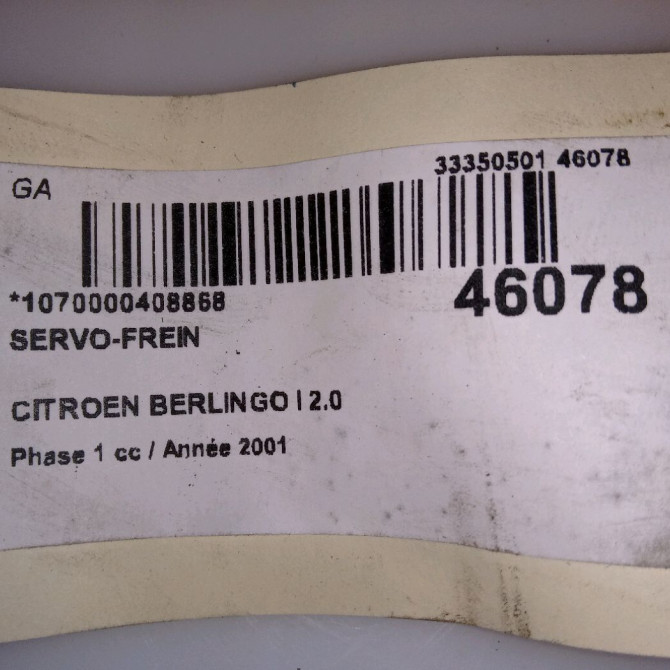 33350501 46078
GA
*1070000408868
46078
SERVO-FREIN
CITROEN BERLINGO I 2.0
Phase 1 cc / Année 2001